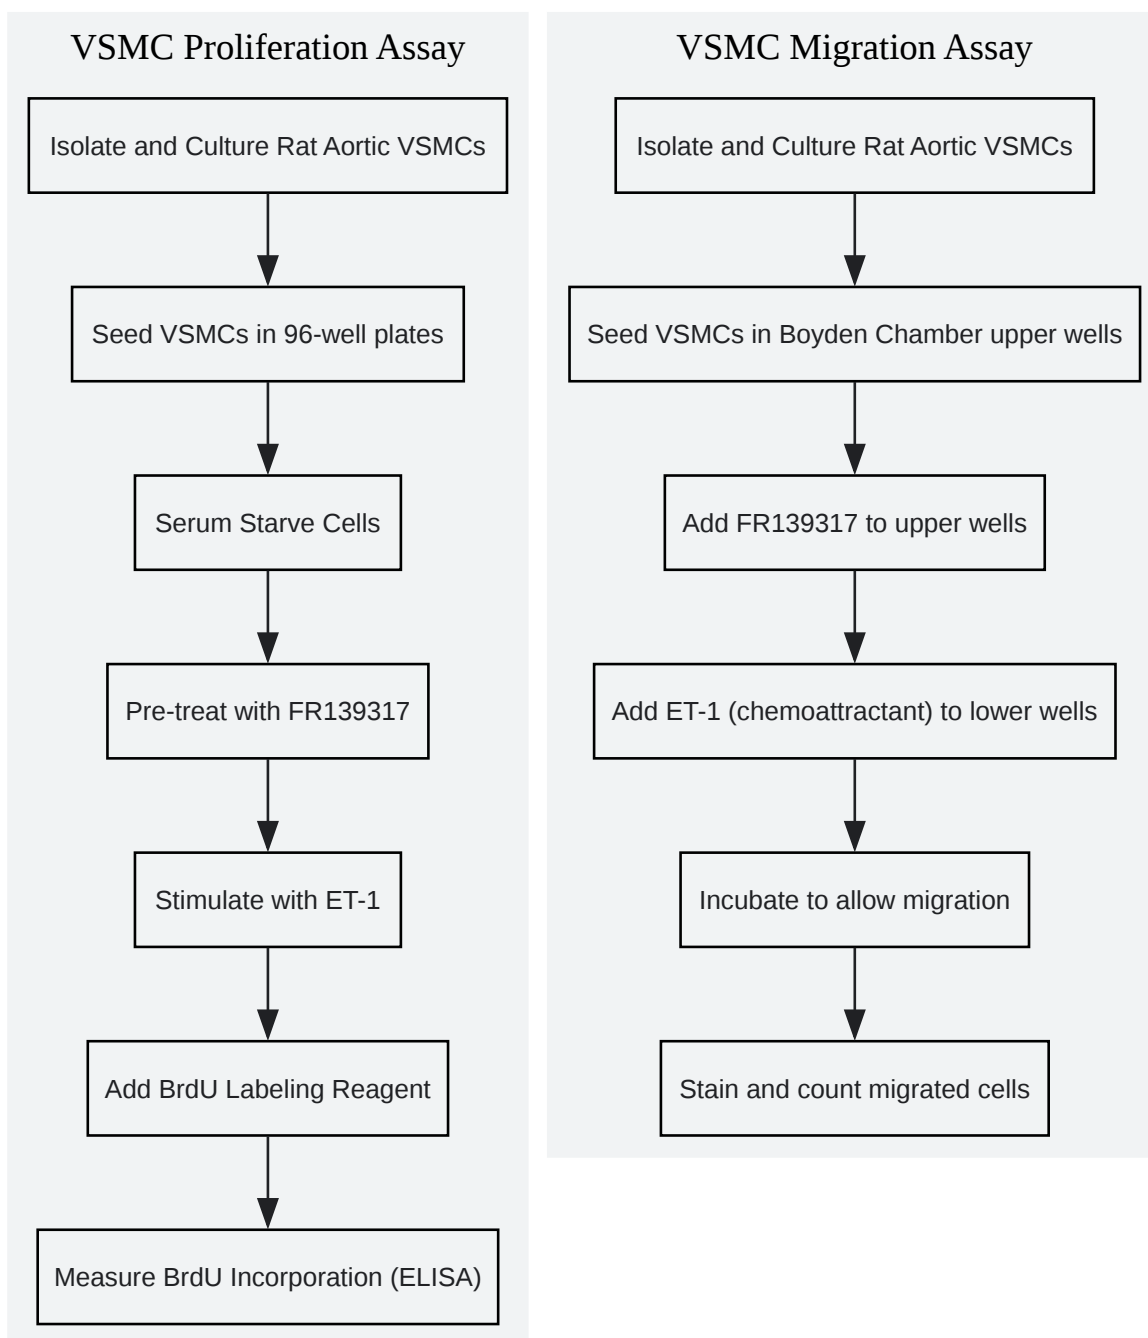 VSMC Proliferation Assay
Isolate and Culture Rat Aortic VSMCs
Seed VSMCs in 96-well plates
Serum Starve Cells
Pre-treat with FR139317
Stimulate with ET-1
Add BrdU Labeling Reagent
Measure BrdU Incorporation (ELISA)
VSMC Migration Assay
Isolate and Culture Rat Aortic VSMCs
Seed VSMCs in Boyden Chamber upper wells
Add FR139317 to upper wells
Add ET-1 (chemoattractant) to lower wells
Incubate to allow migration
Stain and count migrated cells